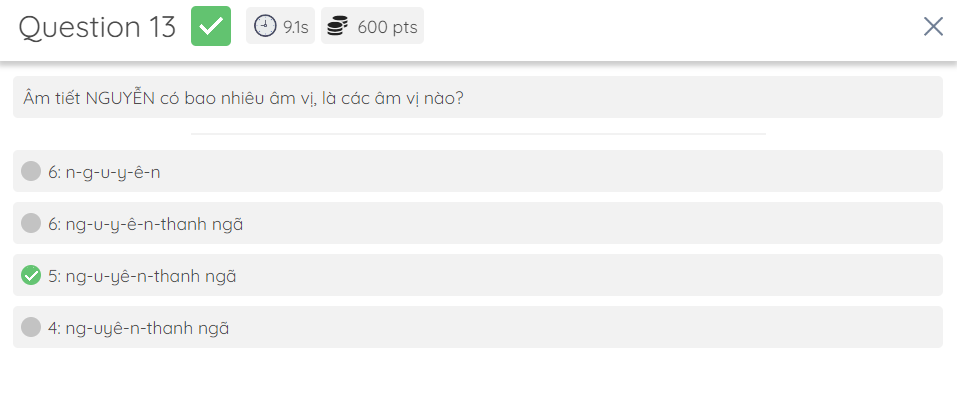 Question 13 9.1s 600 pts
Âm tiết NGUYỄN có bao nhiêu âm vị, là các âm vị nào?
6: n-g-u-y-ê-n
6: ng-u-y-ê-n-thanh ngã
5: ng-u-yê-n-thanh ngã
4: ng-uyê-n-thanh ngã